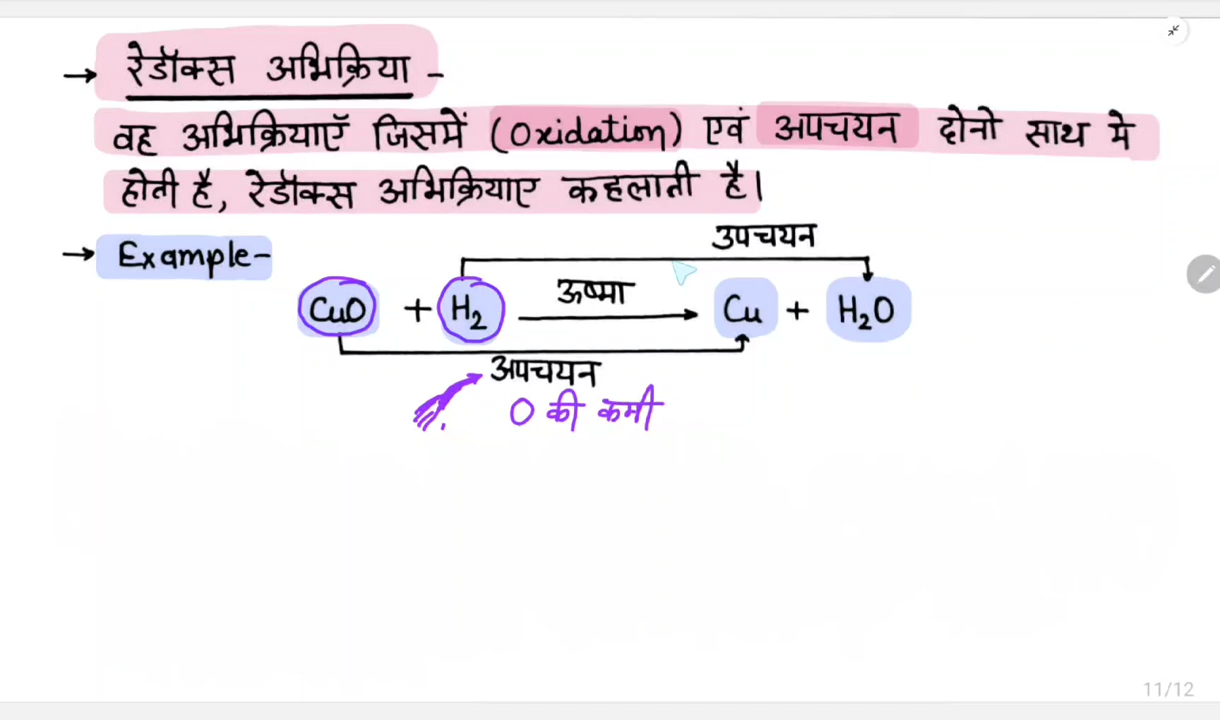 → रेडॉक्स अभिक्रिया -
वह अभिक्रियाएँ जिसमें (Oxidation) एवं अपचयन दोनो साथ मे
होती है, रेडॉक्स अभिक्रियाए कहलाती है।
→ Example-
उपचयन
CuO + H₂ ऊष्मा → Cu + H₂O
अपचयन
O की कमी
11/12